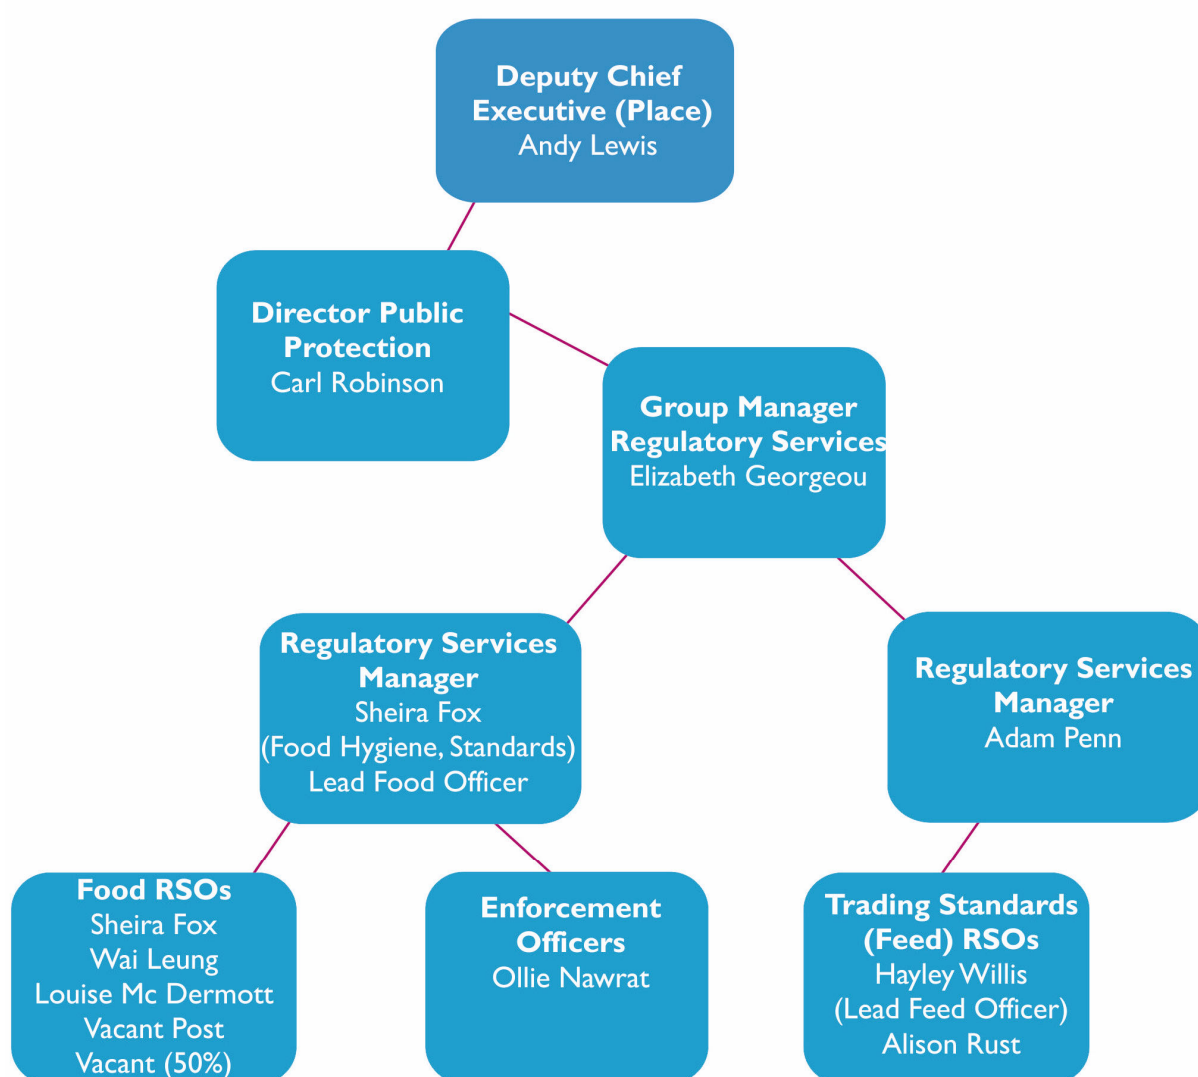 Deputy Chief
Executive (Place)
Andy Lewis
Director Public
Protection
Carl Robinson
Group Manager
Regulatory Services
Elizabeth Georgeou
Regulatory Services
Manager
Sheira Fox
(Food Hygiene, Standards)
Lead Food Officer
Regulatory Services
Manager
Adam Penn
Food RSOs
Sheira Fox
Wai Leung
Louise Mc Dermott
Vacant Post
Vacant (50%)
Enforcement
Officers
Ollie Nawrat
Trading Standards
(Feed) RSOs
Hayley Willis
(Lead Feed Officer)
Alison Rust